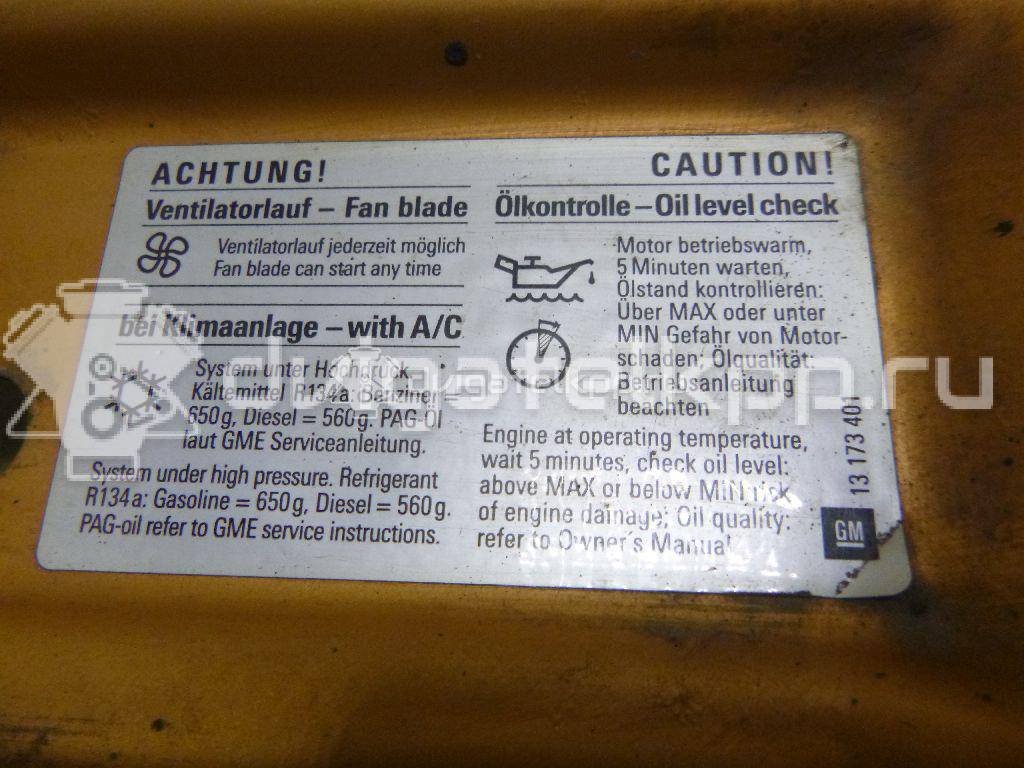 ACHTUNG!
CAUTION!
Ventilatorlauf – Fan blade
Ventilatorlauf jederzeit möglich
Fan blade can start any time
bei Klimaanlage – with A/C
System unter Hochdruck
Kältemittel R134a: Benziner =
650g, Diesel = 560g. PAG-Öl
laut GME Serviceanleitung.
System under high pressure. Refrigerant
R134a: Gasoline = 650g, Diesel = 560g.
PAG-oil refer to GME service instructions.
Ölkontrolle – Oil level check
Motor betriebswarm,
5 Minuten warten,
Ölstand kontrollieren:
Über MAX oder unter
MIN Gefahr von Motor-
schaden; Ölqualität:
Betriebsanleitung
beachten
Engine at operating temperature,
wait 5 minutes, check oil level:
above MAX or below MIN risk
of engine damage; Oil quality:
refer to Owner's Manual
13 173 401
GM